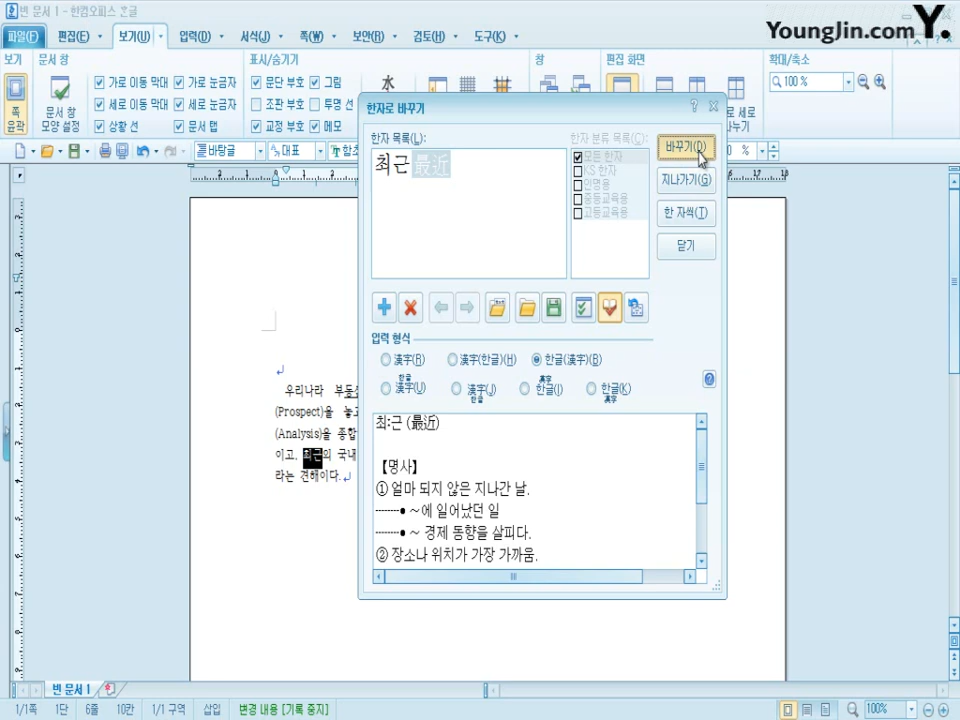 빈 문서 1 - 한컴오피스 흔글
YoungJin.com Y.
파일(F) 편집(E) 보기(U) 입력(D) 서식(J) 쪽(W) 보안(B) 검토(H) 도구(K)
보기 문서 창 표시/숨기기 창 편집 화면 확대/축소
쪽 윤곽
문서 창 모양 설정
가로 이동 막대 가로 눈금자 문단 부호 그림
세로 이동 막대 세로 눈금자 조판 부호 투명 선
상황 선 문서 탭 교정 부호 메모
100 %
바탕글 대표
한자로 바꾸기
한자 목록(L):
최근 最近
한자 분류 목록(C):
모든 한자
KS 한자
인명용
중등교육용
고등교육용
바꾸기(D)
지나가기(G)
한 자씩(T)
닫기
입력 형식
漢字(R) 漢字(한글)(H) 한글(漢字)(B)
한글 漢字(U) 漢字(J) 한글 漢字 한글(I) 한글(K) 漢字
최:근 (最近)
【명사】
① 얼마 되지 않은 지나간 날.
--------• ~에 일어났던 일
--------• ~ 경제 동향을 살피다.
② 장소나 위치가 가장 가까움.
우리나라 부동
(Prospect)을 놓고
(Analysis)을 종합
이고, 최근의 국내
라는 견해이다.
빈 문서 1
1/1쪽 1단 6줄 10칸 1/1 구역 삽입 변경 내용 [기록 중지] 100%